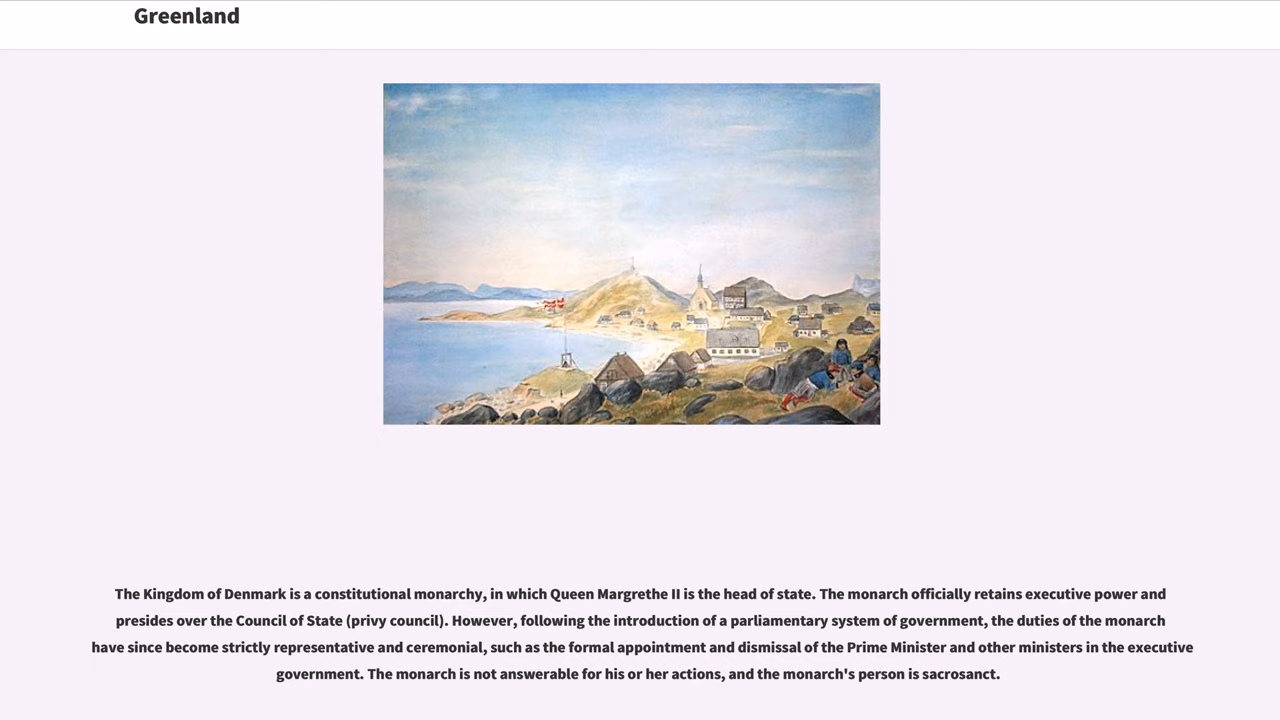 Greenland
The Kingdom of Denmark is a constitutional monarchy, in which Queen Margrethe II is the head of state. The monarch officially retains executive power and
presides over the Council of State (privy council). However, following the introduction of a parliamentary system of government, the duties of the monarch
have since become strictly representative and ceremonial, such as the formal appointment and dismissal of the Prime Minister and other ministers in the executive
government. The monarch is not answerable for his or her actions, and the monarch's person is sacrosanct.